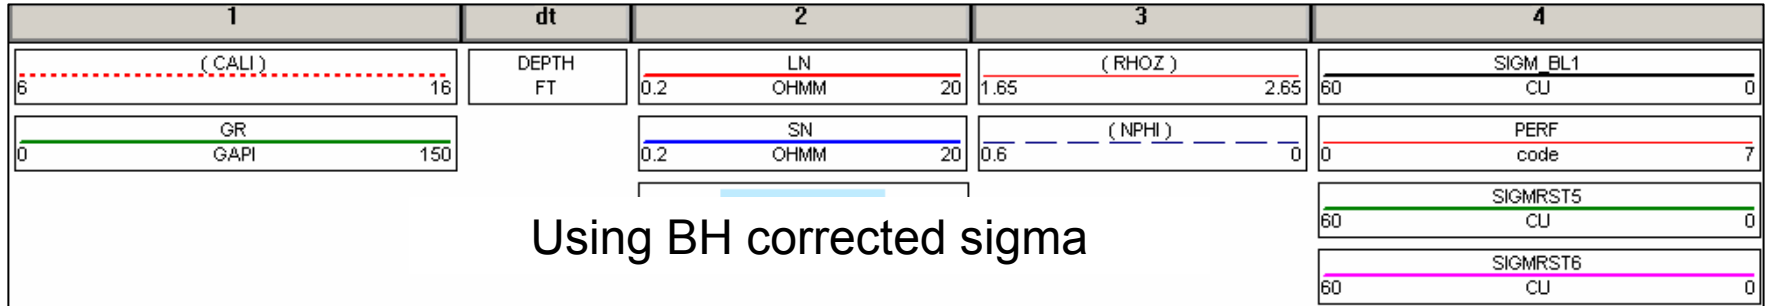 1 dt 2 3 4
( CALI ) DEPTH LN ( RHOZ ) SIGM_BL1
6 16 FT 0.2 OHMM 20 1.65 2.65 60 CU 0
GR SN ( NPHI ) PERF
0 GAPI 150 0.2 OHMM 20 0.6 0 0 code 7
SIGMRST5
60 CU 0
Using BH corrected sigma
SIGMRST6
60 CU 0